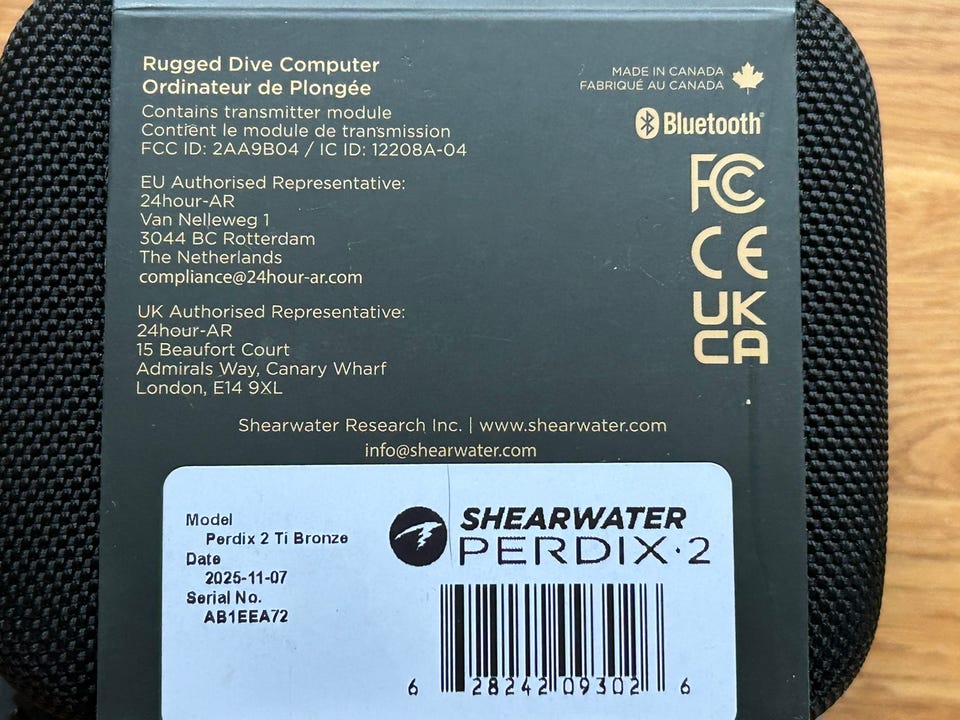 Rugged Dive Computer
Ordinateur de Plongée
Contains transmitter module
Contient le module de transmission
FCC ID: 2AA9B04 / IC ID: 12208A-04
EU Authorised Representative:
24hour-AR
Van Nelleweg 1
3044 BC Rotterdam
The Netherlands
compliance@24hour-ar.com
UK Authorised Representative:
24hour-AR
15 Beaufort Court
Admirals Way, Canary Wharf
London, E14 9XL
MADE IN CANADA
FABRIQUÉ AU CANADA
Bluetooth®
FC
CE
UK
CA
Shearwater Research Inc. | www.shearwater.com
info@shearwater.com
Model
Perdix 2 Ti Bronze
Date
2025-11-07
Serial No.
AB1EEA72
SHEARWATER
PERDIX·2
6 28242 09302 6